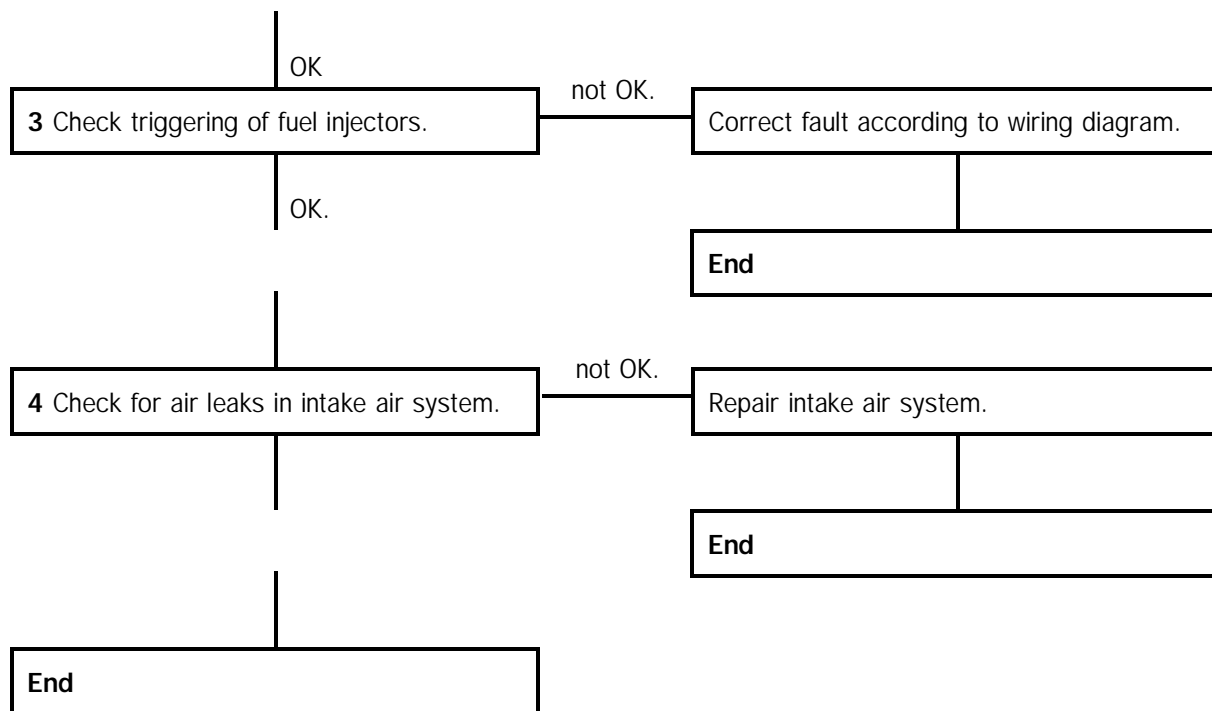 OK
3 Check triggering of fuel injectors.
not OK.
Correct fault according to wiring diagram.
OK.
End
4 Check for air leaks in intake air system.
not OK.
Repair intake air system.
End
End